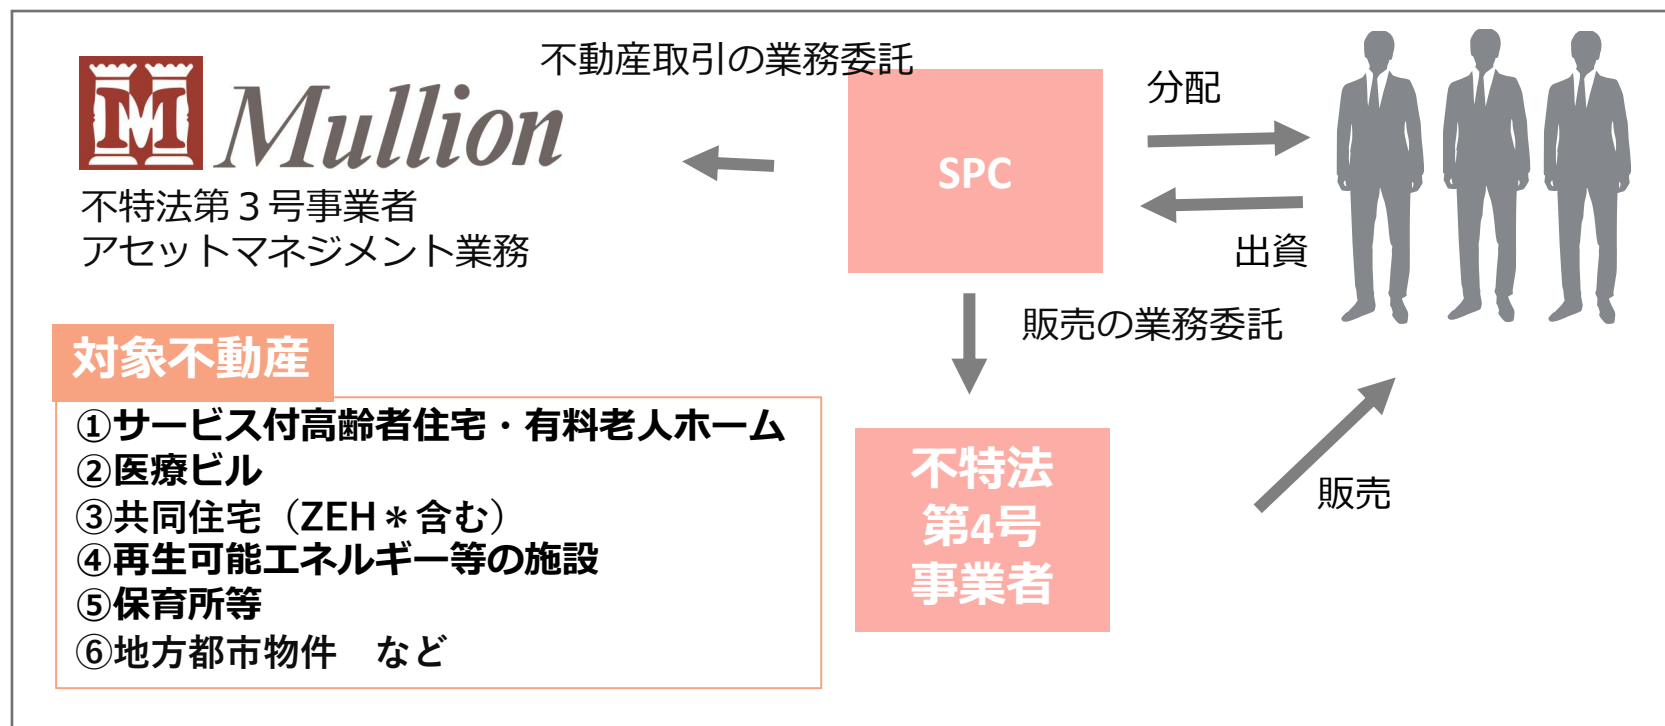 不動産取引の業務委託
M Mullion
不特法第３号事業者
アセットマネジメント業務
SPC
分配
出資
販売の業務委託
対象不動産
①サービス付高齢者住宅・有料老人ホーム
②医療ビル
③共同住宅（ZEH＊含む）
④再生可能エネルギー等の施設
⑤保育所等
⑥地方都市物件　など
不特法
第4号
事業者
販売